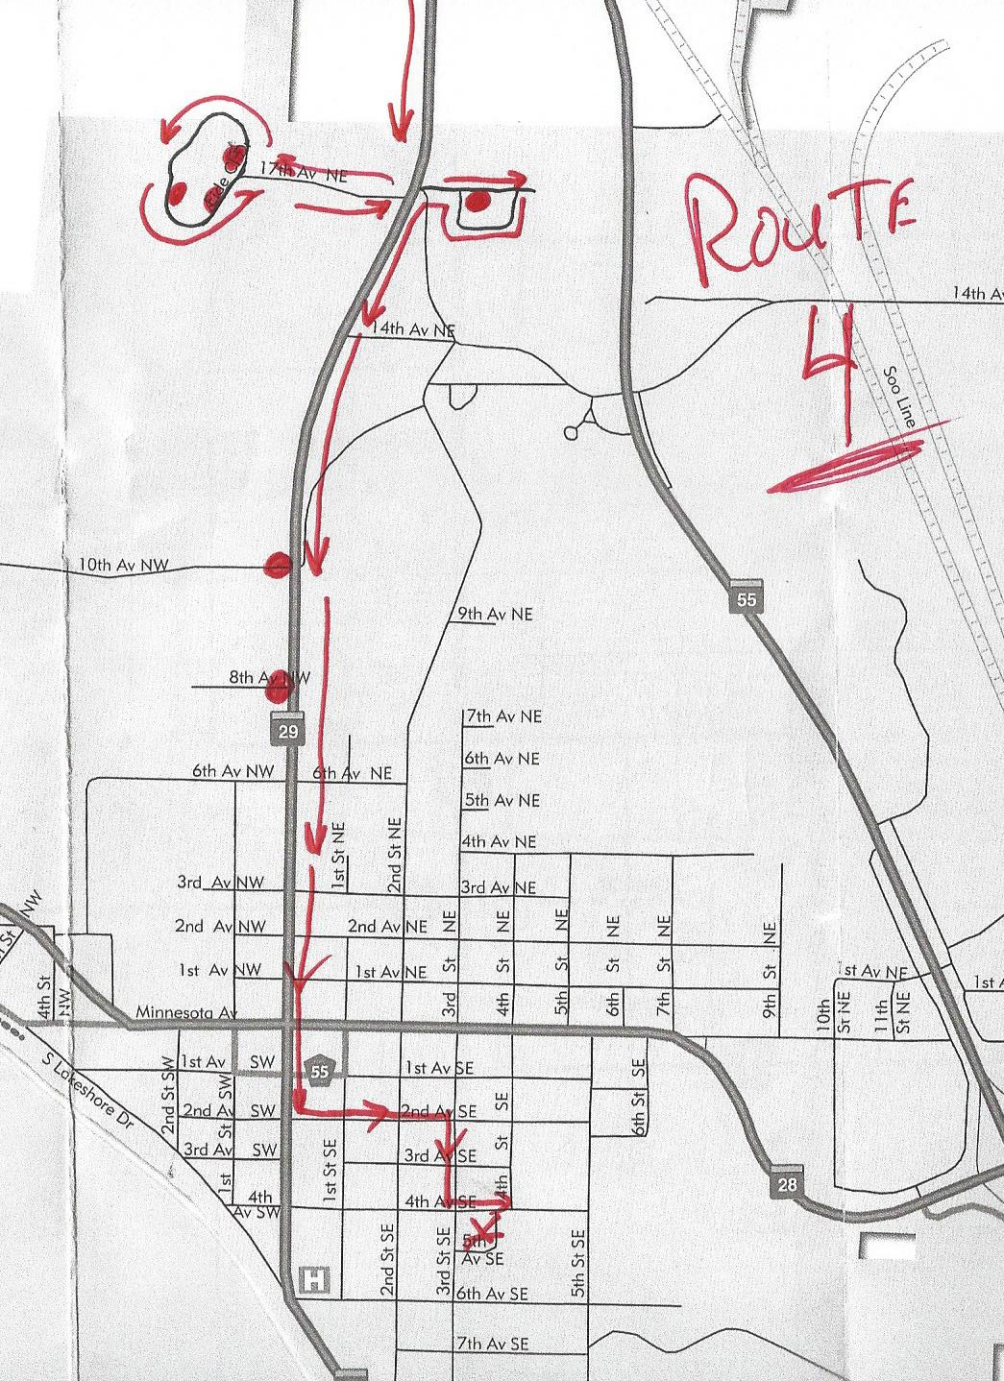 17th Av NE
ROUTE
4
14th Av
14th Av NE
Soo Line
10th Av NW
55
9th Av NE
8th Av NW
29
7th Av NE
6th Av NW
6th Av NE
6th Av NE
5th Av NE
1st St NE
2nd St NE
4th Av NE
3rd Av NW
3rd Av NE
NW
2nd Av NW
2nd Av NE
3rd St NE
4th St NE
5th St NE
6th St NE
7th St NE
9th St NE
1st Av NW
1st Av NE
1st Av NE
1st A
4th St NW
10th St NE
11th St NE
Minnesota Av
S Lakeshore Dr
1st Av SW
55
1st Av SE
2nd St SW
1st St SW
2nd Av SW
2nd Av SE
4th St SE
6th St SE
3rd Av SW
3rd Av SE
1st St SE
28
4th Av SW
4th Av SE
5th Av SE
2nd St SE
3rd St SE
5th St SE
H
6th Av SE
7th Av SE